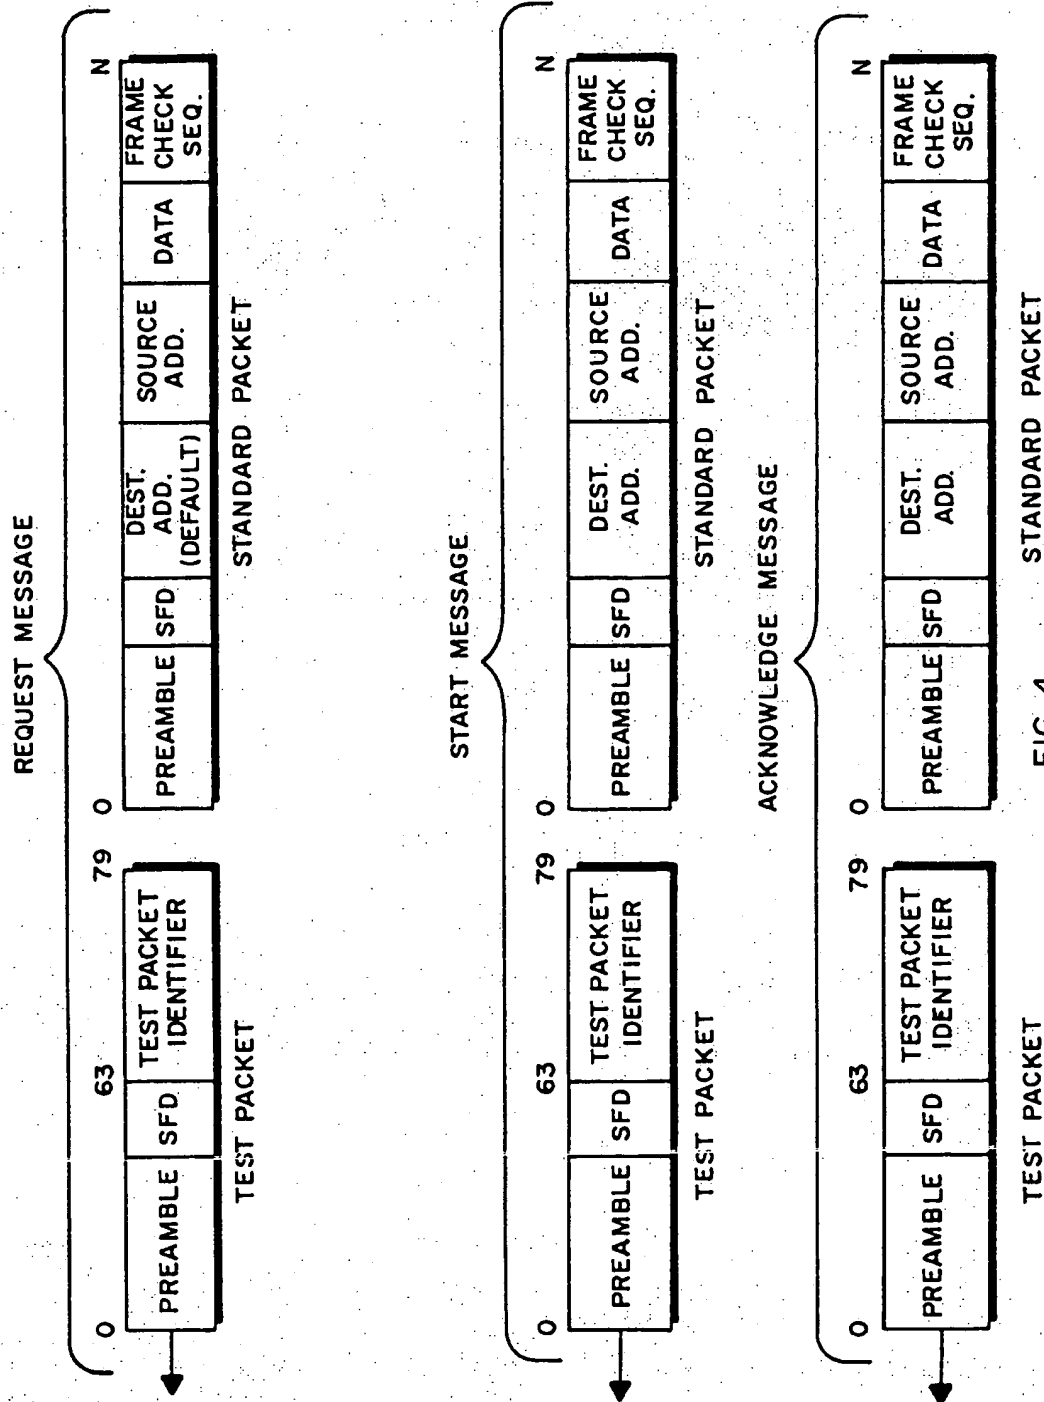 REQUEST MESSAGE
0 63 79 0 N
PREAMBLE SFD TEST PACKET IDENTIFIER
PREAMBLE SFD DEST. ADD. (DEFAULT) SOURCE ADD. DATA FRAME CHECK SEQ.
TEST PACKET STANDARD PACKET
START MESSAGE
0 63 79 0 N
PREAMBLE SFD TEST PACKET IDENTIFIER
PREAMBLE SFD DEST. ADD. SOURCE ADD. DATA FRAME CHECK SEQ.
TEST PACKET STANDARD PACKET
ACKNOWLEDGE MESSAGE
0 63 79 0 N
PREAMBLE SFD TEST PACKET IDENTIFIER
PREAMBLE SFD DEST. ADD. SOURCE ADD. DATA FRAME CHECK SEQ.
TEST PACKET STANDARD PACKET
FIG. 4